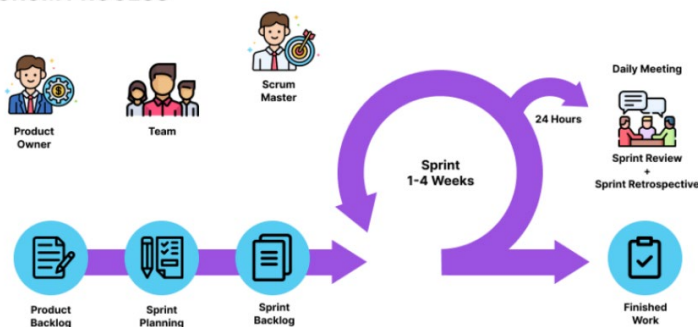 Scrum
Master
Product
Owner
Team
Daily Meeting
24 Hours
Sprint
1-4 Weeks
Sprint Review
+
Sprint Retrospective
Product
Backlog
Sprint
Planning
Sprint
Backlog
Finished
Work